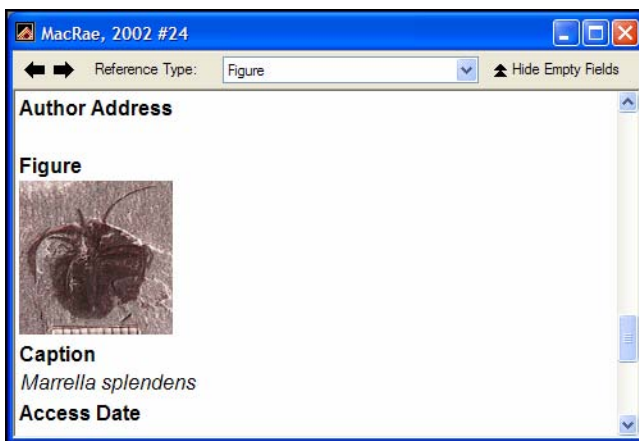 MacRae, 2002 #24
Reference Type: Figure Hide Empty Fields
Author Address
Figure
Caption
Marrella splendens
Access Date